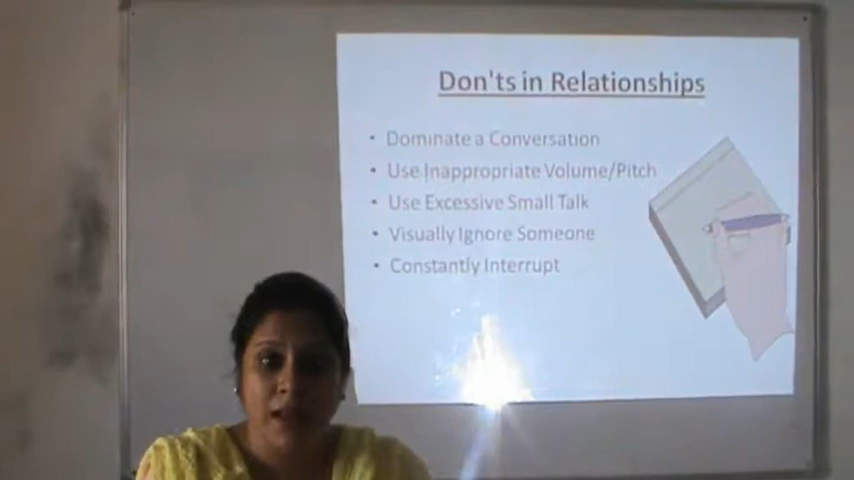 Don'ts in Relationships
• Dominate a Conversation
• Use Inappropriate Volume/Pitch
• Use Excessive Small Talk
• Visually Ignore Someone
• Constantly Interrupt